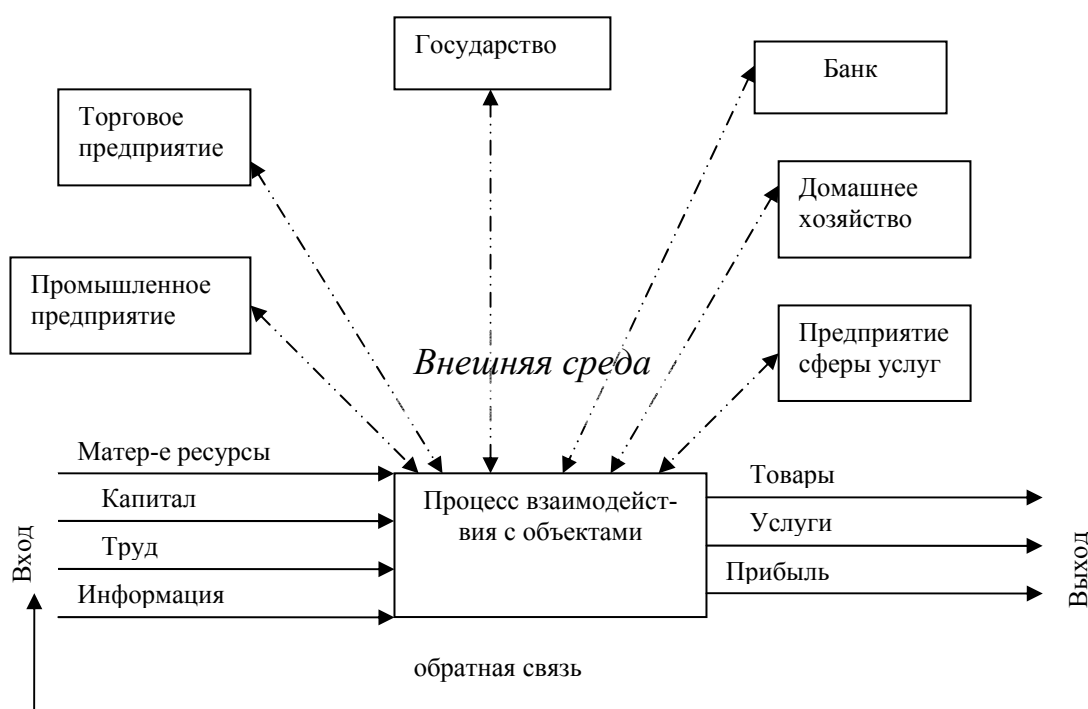 Государство
Банк
Торговое
предприятие
Домашнее
хозяйство
Промышленное
предприятие
Предприятие
сферы услуг
Внешняя среда
Матер-е ресурсы
Капитал
Труд
Информация
Вход
Процесс взаимодейст-
вия с объектами
Товары
Услуги
Прибыль
Выход
обратная связь